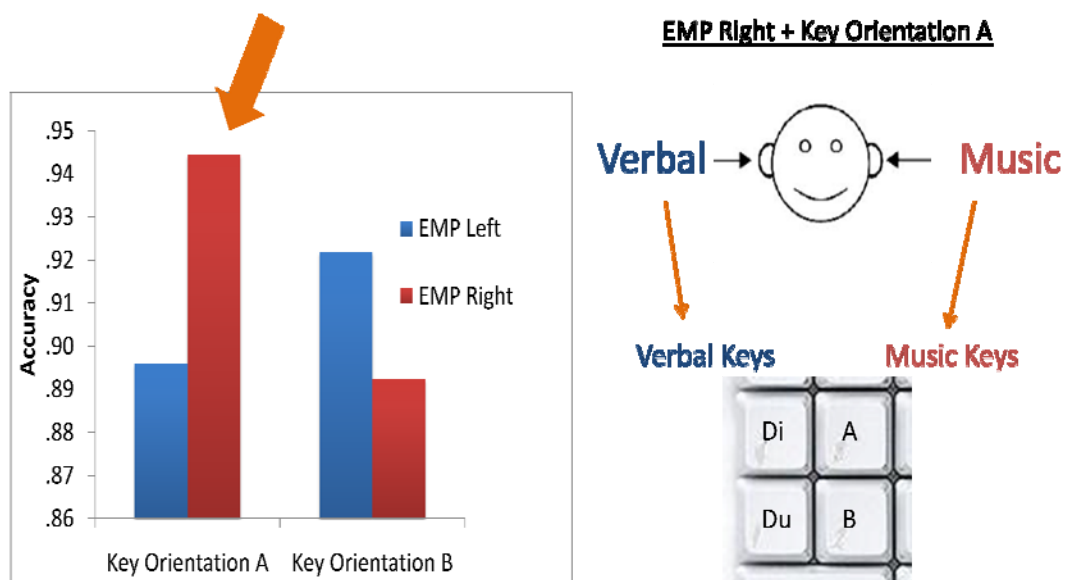 EMP Right + Key Orientation A
.95
.94
.93
.92
.91
.90
.89
.88
.87
.86
Accuracy
EMP Left
EMP Right
Key Orientation A
Key Orientation B
Verbal
Music
Verbal Keys
Music Keys
Di
A
Du
B